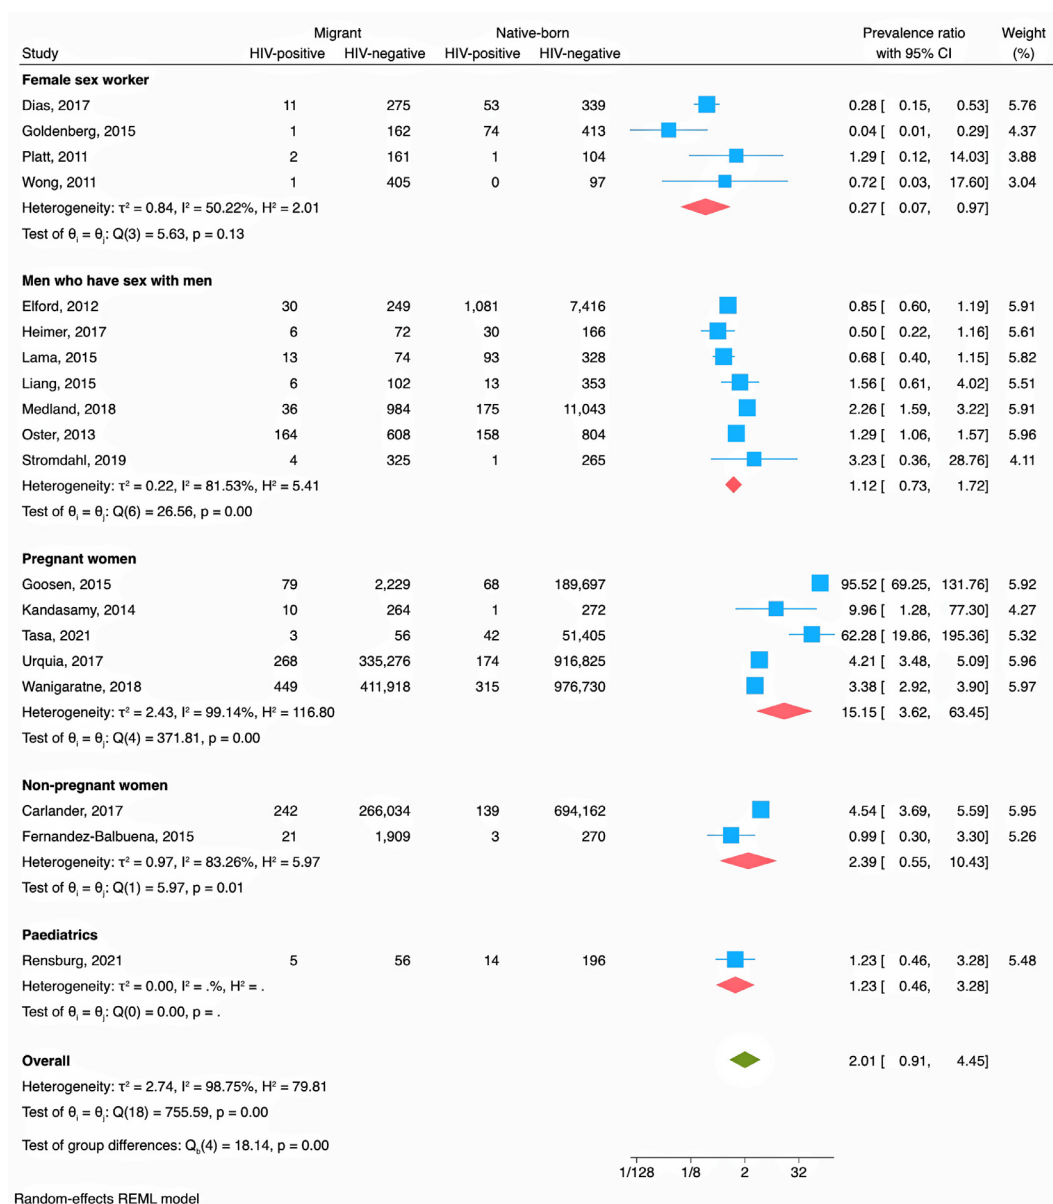 Migrant Native-born Prevalence ratio Weight
Study HIV-positive HIV-negative HIV-positive HIV-negative with 95% CI (%)
Female sex worker
Dias, 2017 11 275 53 339 0.28 [ 0.15, 0.53] 5.76
Goldenberg, 2015 1 162 74 413 0.04 [ 0.01, 0.29] 4.37
Platt, 2011 2 161 1 104 1.29 [ 0.12, 14.03] 3.88
Wong, 2011 1 405 0 97 0.72 [ 0.03, 17.60] 3.04
Heterogeneity: τ² = 0.84, I² = 50.22%, H² = 2.01 0.27 [ 0.07, 0.97]
Test of θᵢ = θⱼ: Q(3) = 5.63, p = 0.13
Men who have sex with men
Elford, 2012 30 249 1,081 7,416 0.85 [ 0.60, 1.19] 5.91
Heimer, 2017 6 72 30 166 0.50 [ 0.22, 1.16] 5.61
Lama, 2015 13 74 93 328 0.68 [ 0.40, 1.15] 5.82
Liang, 2015 6 102 13 353 1.56 [ 0.61, 4.02] 5.51
Medland, 2018 36 984 175 11,043 2.26 [ 1.59, 3.22] 5.91
Oster, 2013 164 608 158 804 1.29 [ 1.06, 1.57] 5.96
Stromdahl, 2019 4 325 1 265 3.23 [ 0.36, 28.76] 4.11
Heterogeneity: τ² = 0.22, I² = 81.53%, H² = 5.41 1.12 [ 0.73, 1.72]
Test of θᵢ = θⱼ: Q(6) = 26.56, p = 0.00
Pregnant women
Goosen, 2015 79 2,229 68 189,697 95.52 [ 69.25, 131.76] 5.92
Kandasamy, 2014 10 264 1 272 9.96 [ 1.28, 77.30] 4.27
Tasa, 2021 3 56 42 51,405 62.28 [ 19.86, 195.36] 5.32
Urquia, 2017 268 335,276 174 916,825 4.21 [ 3.48, 5.09] 5.96
Wanigaratne, 2018 449 411,918 315 976,730 3.38 [ 2.92, 3.90] 5.97
Heterogeneity: τ² = 2.43, I² = 99.14%, H² = 116.80 15.15 [ 3.62, 63.45]
Test of θᵢ = θⱼ: Q(4) = 371.81, p = 0.00
Non-pregnant women
Carlander, 2017 242 266,034 139 694,162 4.54 [ 3.69, 5.59] 5.95
Fernandez-Balbuena, 2015 21 1,909 3 270 0.99 [ 0.30, 3.30] 5.26
Heterogeneity: τ² = 0.97, I² = 83.26%, H² = 5.97 2.39 [ 0.55, 10.43]
Test of θᵢ = θⱼ: Q(1) = 5.97, p = 0.01
Paediatrics
Rensburg, 2021 5 56 14 196 1.23 [ 0.46, 3.28] 5.48
Heterogeneity: τ² = 0.00, I² = .%, H² = . 1.23 [ 0.46, 3.28]
Test of θᵢ = θⱼ: Q(0) = 0.00, p = .
Overall 2.01 [ 0.91, 4.45]
Heterogeneity: τ² = 2.74, I² = 98.75%, H² = 79.81
Test of θᵢ = θⱼ: Q(18) = 755.59, p = 0.00
Test of group differences: Q_b(4) = 18.14, p = 0.00
1/128 1/8 2 32
Random-effects REML model